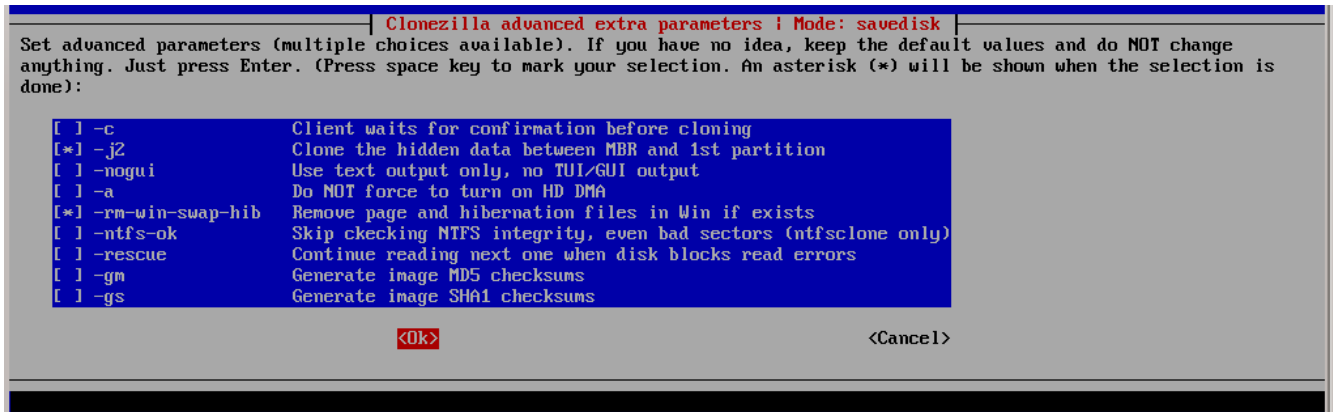 Clonezilla advanced extra parameters ¦ Mode: savedisk
Set advanced parameters (multiple choices available). If you have no idea, keep the default values and do NOT change
anything. Just press Enter. (Press space key to mark your selection. An asterisk (*) will be shown when the selection is
done):
[ ] -c Client waits for confirmation before cloning
[*] -j2 Clone the hidden data between MBR and 1st partition
[ ] -nogui Use text output only, no TUI/GUI output
[ ] -a Do NOT force to turn on HD DMA
[*] -rm-win-swap-hib Remove page and hibernation files in Win if exists
[ ] -ntfs-ok Skip ckecking NTFS integrity, even bad sectors (ntfsclone only)
[ ] -rescue Continue reading next one when disk blocks read errors
[ ] -gm Generate image MD5 checksums
[ ] -gs Generate image SHA1 checksums
<Ok> <Cancel>